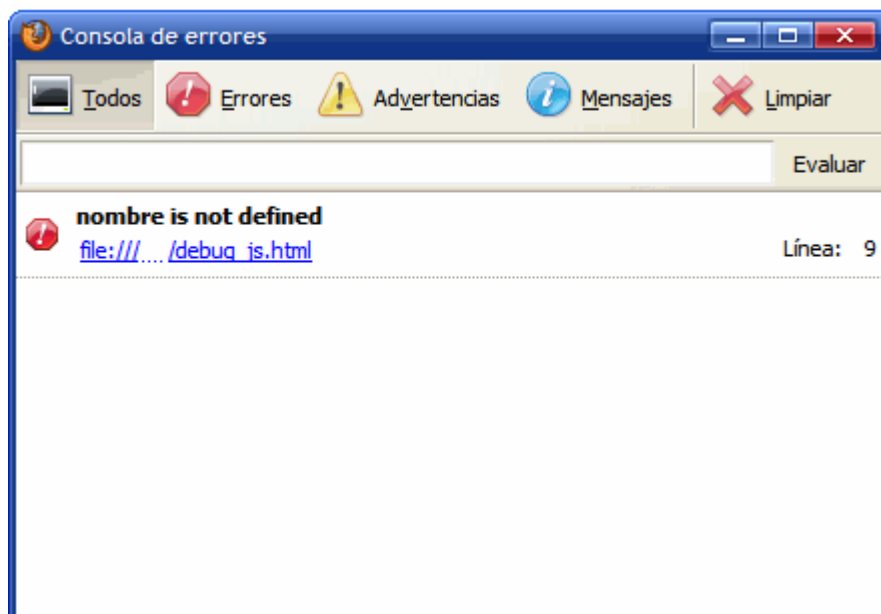 Consola de errores
Todos Errores Advertencias Mensajes Limpiar
Evaluar
nombre is not defined
file:///.... /debug_js.html Línea: 9